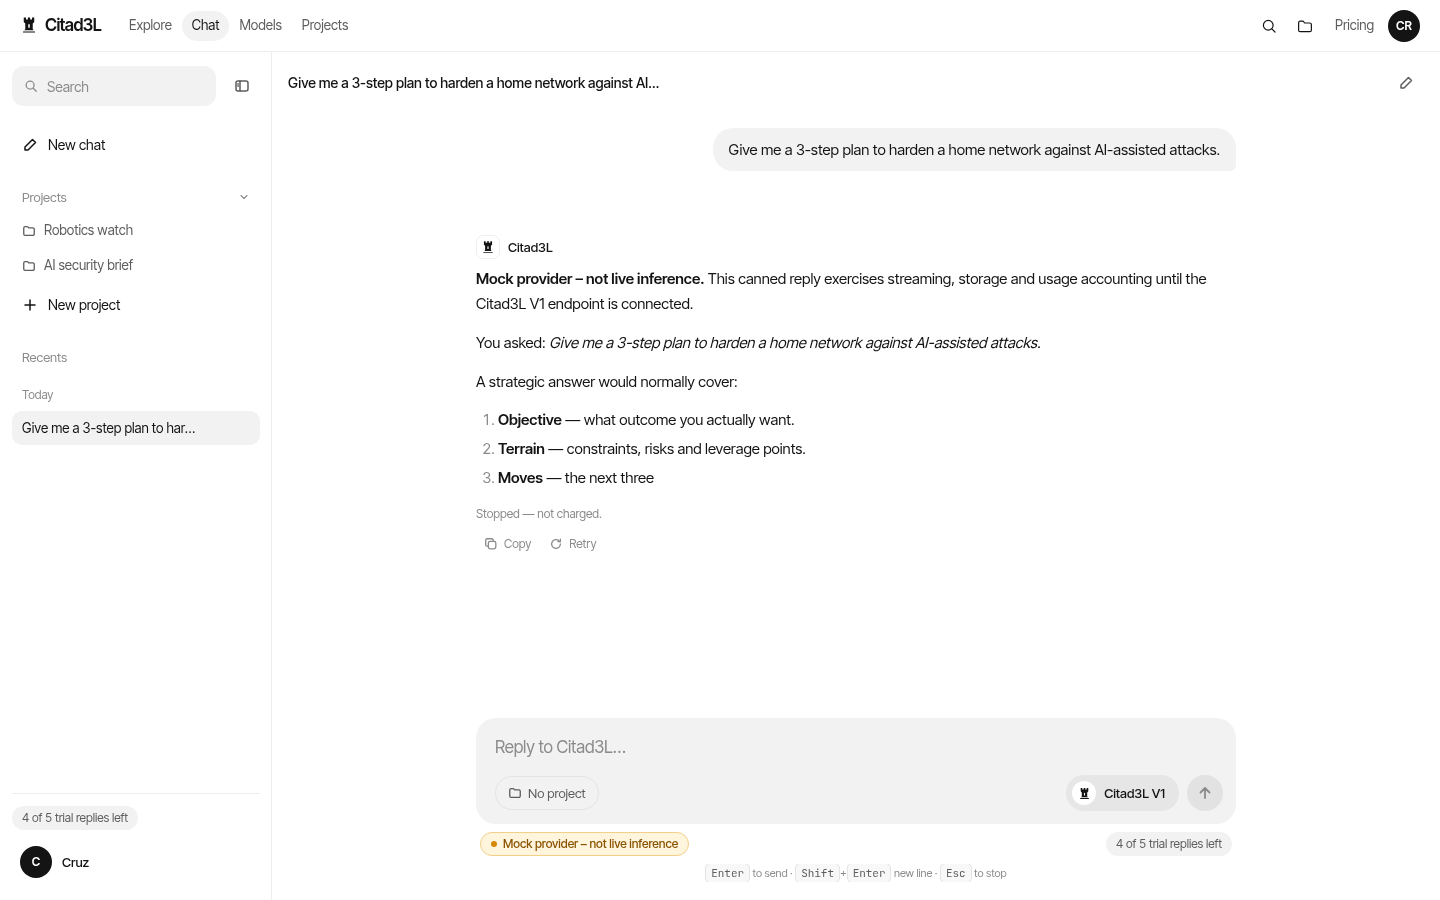 Citad3L
Explore
Chat
Models
Projects
Pricing
CR
Search
New chat
Projects
Robotics watch
AI security brief
New project
Recents
Today
Give me a 3-step plan to har...
4 of 5 trial replies left
C
Cruz
Give me a 3-step plan to harden a home network against AI...
Give me a 3-step plan to harden a home network against AI-assisted attacks.
Citad3L
Mock provider – not live inference. This canned reply exercises streaming, storage and usage accounting until the
Citad3L V1 endpoint is connected.
You asked: Give me a 3-step plan to harden a home network against AI-assisted attacks.
A strategic answer would normally cover:
1. Objective — what outcome you actually want.
2. Terrain — constraints, risks and leverage points.
3. Moves — the next three
Stopped — not charged.
Copy
Retry
Reply to Citad3L...
No project
Citad3L V1
Mock provider – not live inference
4 of 5 trial replies left
Enter to send · Shift + Enter new line · Esc to stop